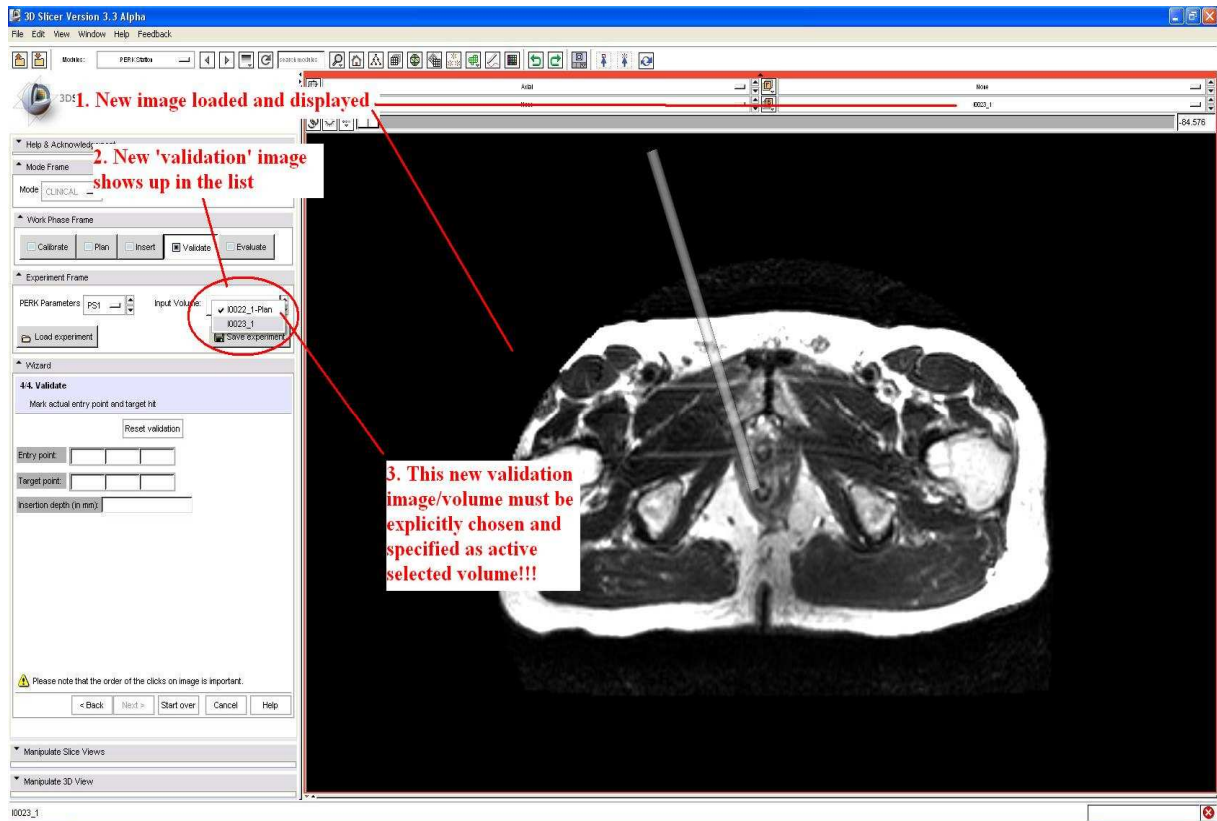 3D Slicer Version 3.3 Alpha
File Edit View Window Help Feedback
Modules: PERKStation search modules
3DS
1. New image loaded and displayed
Axial
None
None
I0023_1
-84.576
Help & Acknowledgement
2. New 'validation' image
shows up in the list
Mode Frame
Mode CLINICAL
Work Phase Frame
Calibrate Plan Insert Validate Evaluate
Experiment Frame
PERK Parameters PS1 Input Volume:
I0022_1-Plan
I0023_1
Load experiment Save experiment
Wizard
4/4. Validate
Mark actual entry point and target hit
Reset validation
Entry point:
Target point:
Insertion depth (in mm):
3. This new validation
image/volume must be
explicitly chosen and
specified as active
selected volume!!!
Please note that the order of the clicks on image is important.
< Back Next > Start over Cancel Help
Manipulate Slice Views
Manipulate 3D View
I0023_1